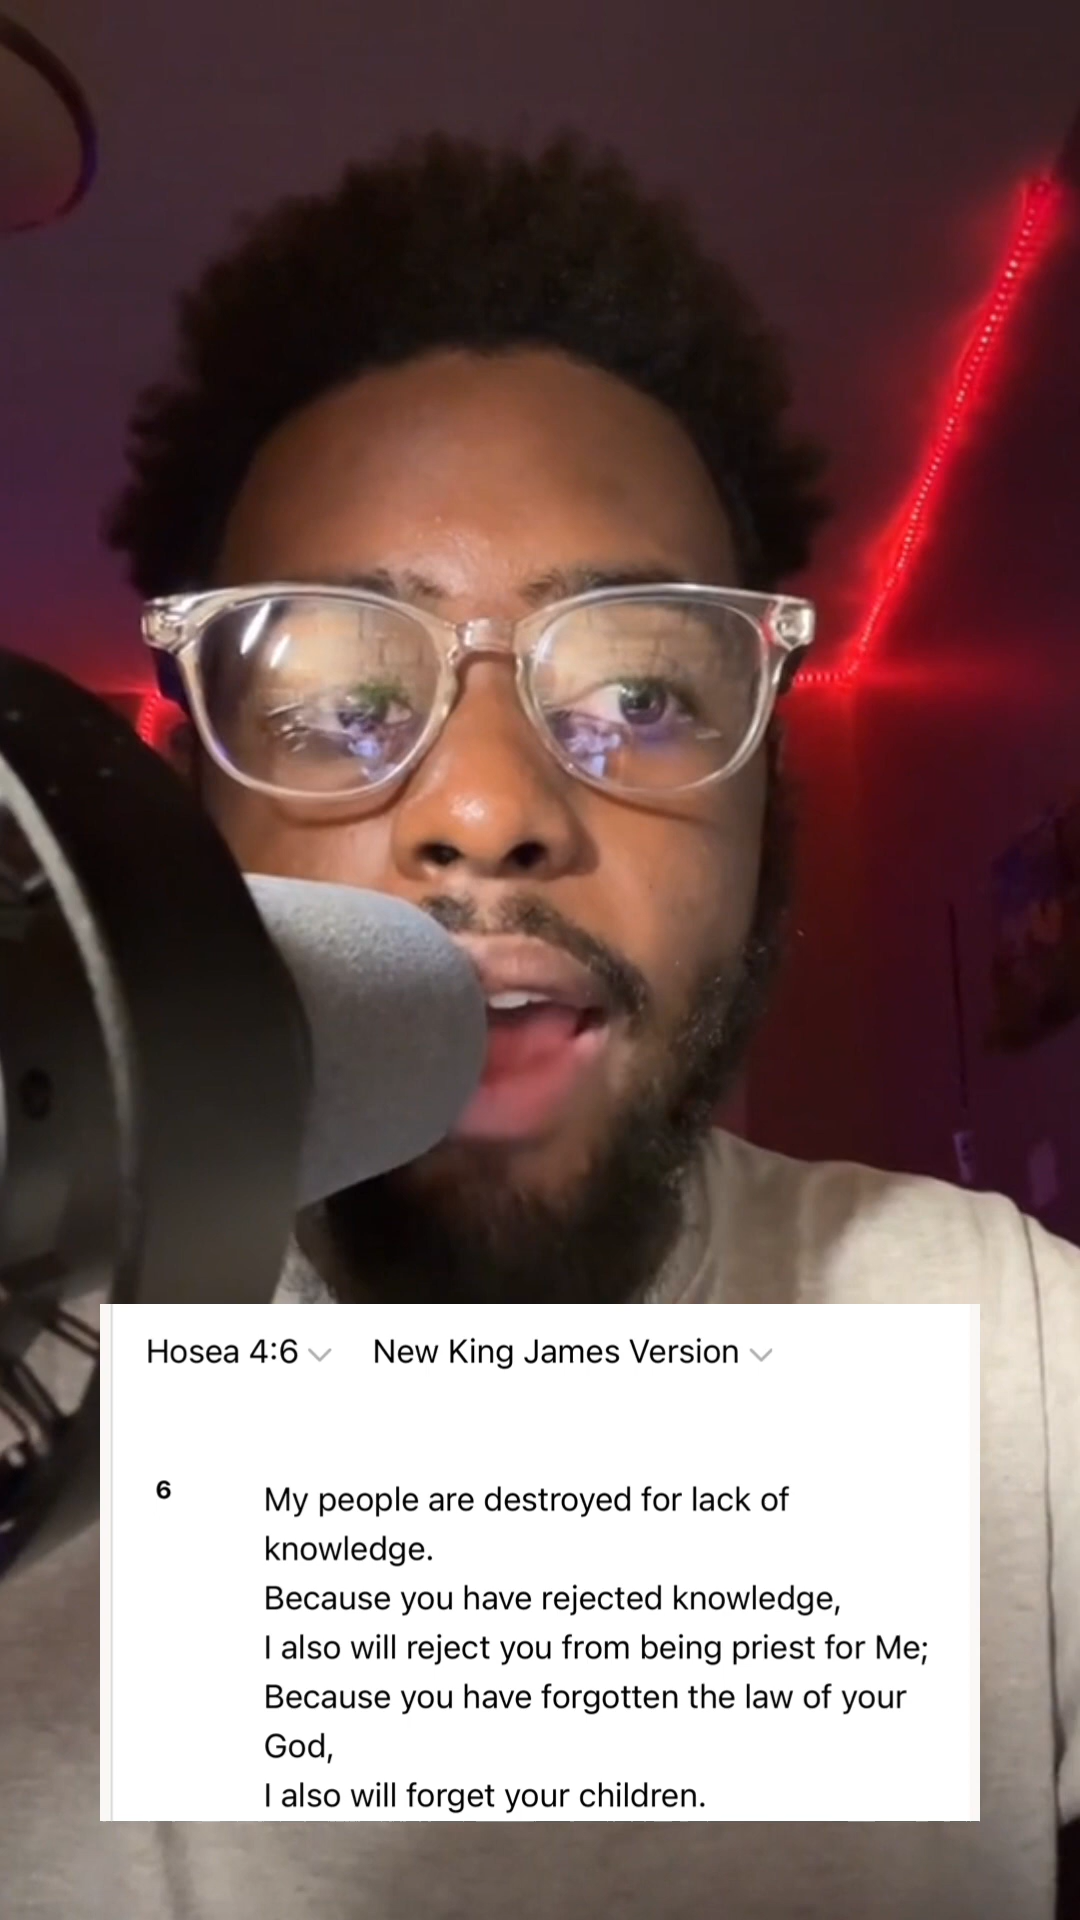 Hosea 4:6 New King James Version
6 My people are destroyed for lack of
knowledge.
Because you have rejected knowledge,
I also will reject you from being priest for Me;
Because you have forgotten the law of your
God,
I also will forget your children.